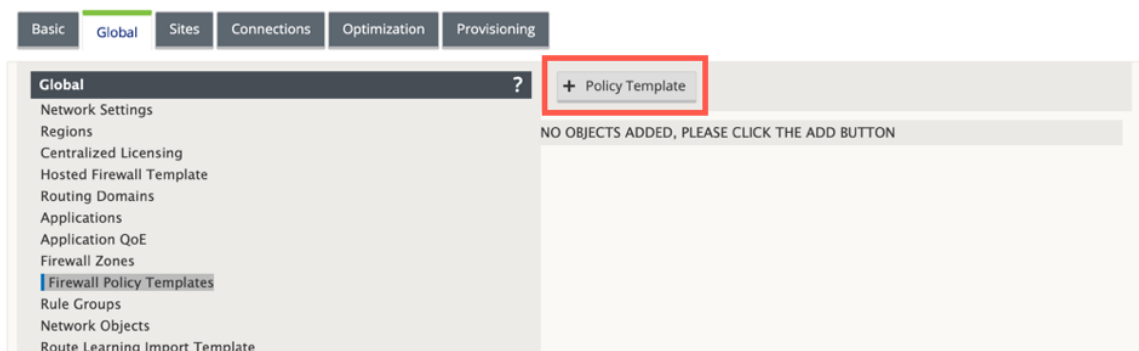 Basic Global Sites Connections Optimization Provisioning
Global ?
+ Policy Template
NO OBJECTS ADDED, PLEASE CLICK THE ADD BUTTON
Network Settings
Regions
Centralized Licensing
Hosted Firewall Template
Routing Domains
Applications
Application QoE
Firewall Zones
Firewall Policy Templates
Rule Groups
Network Objects
Route Learning Import Template